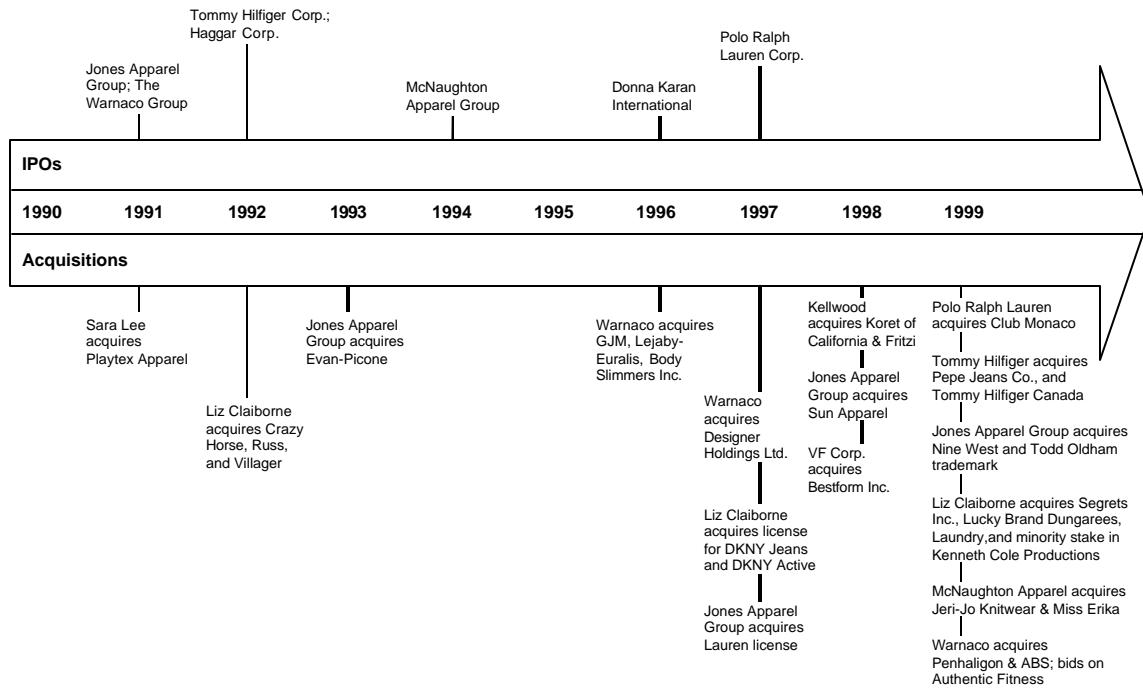 Tommy Hilfiger Corp.;
Haggar Corp.
Jones Apparel
Group; The
Warnaco Group
McNaughton
Apparel Group
Donna Karan
International
Polo Ralph
Lauren Corp.
IPOs
1990 1991 1992 1993 1994 1995 1996 1997 1998 1999
Acquisitions
Sara Lee
acquires
Playtex Apparel
Liz Claiborne
acquires Crazy
Horse, Russ,
and Villager
Jones Apparel
Group acquires
Evan-Picone
Warnaco acquires
GJM, Lejaby-
Euralis, Body
Slimmers Inc.
Warnaco
acquires
Designer
Holdings Ltd.
Liz Claiborne
acquires license
for DKNY Jeans
and DKNY Active
Jones Apparel
Group acquires
Lauren license
Kellwood
acquires Koret of
California & Fritzi
Jones Apparel
Group acquires
Sun Apparel
VF Corp.
acquires
Bestform Inc.
Polo Ralph Lauren
acquires Club Monaco
Tommy Hilfiger acquires
Pepe Jeans Co., and
Tommy Hilfiger Canada
Jones Apparel Group acquires
Nine West and Todd Oldham
trademark
Liz Claiborne acquires Segrets
Inc., Lucky Brand Dungarees,
Laundry,and minority stake in
Kenneth Cole Productions
McNaughton Apparel acquires
Jeri-Jo Knitwear & Miss Erika
Warnaco acquires
Penhaligon & ABS; bids on
Authentic Fitness